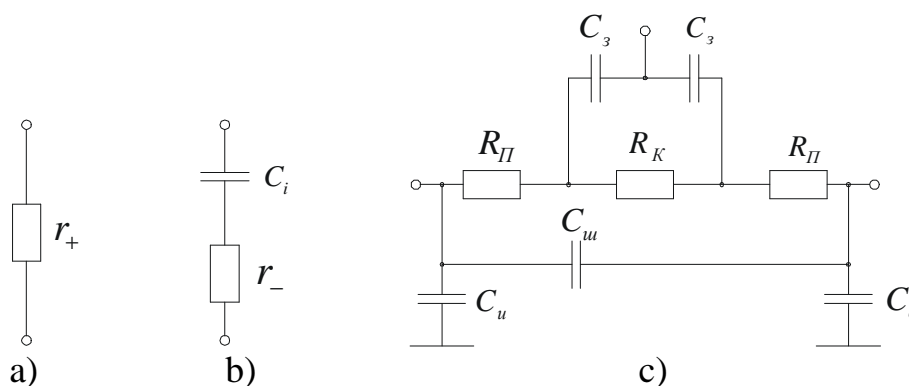 C_з C_з
R_П R_К R_П
C_i
r_+
C_ш
r_–
C_и
C
a) b) c)